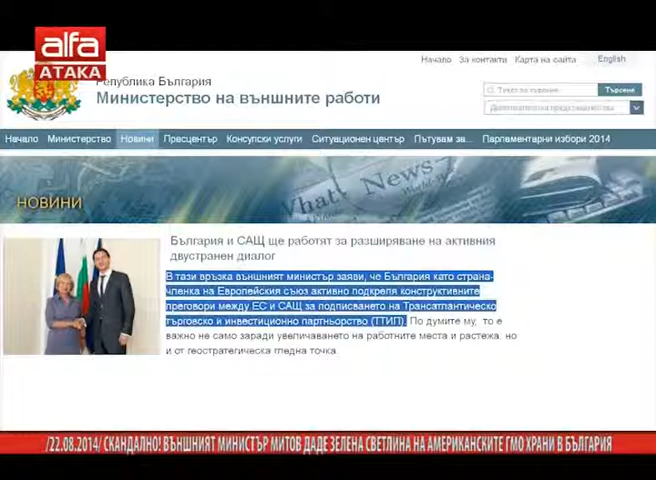 alfa
АТАКА
Начало За контакти Карта на сайта English
Република България
Министерство на външните работи
Търсене
Начало Министерство Новини Пресцентър Консулски услуги Ситуационен център Пътувам за... Парламентарни избори 2014
What? News
World-Wi
НОВИНИ
България и САЩ ще работят за разширяване на активния
двустранен диалог
В тази връзка външният министър заяви, че България като страна-
членка на Европейския съюз активно подкрепя конструктивните
преговори между ЕС и САЩ за подписването на Трансатлантическо
търговско и инвестиционно партньорство (ТТИП). По думите му, то е
важно не само заради увеличаването на работните места и растежа, но
и от геостратегическа гледна точка.
/22.08.2014/ СКАНДАЛНО! ВЪНШНИЯТ МИНИСТЪР МИТОВ ДАДЕ ЗЕЛЕНА СВЕТЛИНА НА АМЕРИКАНСКИТЕ ГМО ХРАНИ В БЪЛГАРИЯ